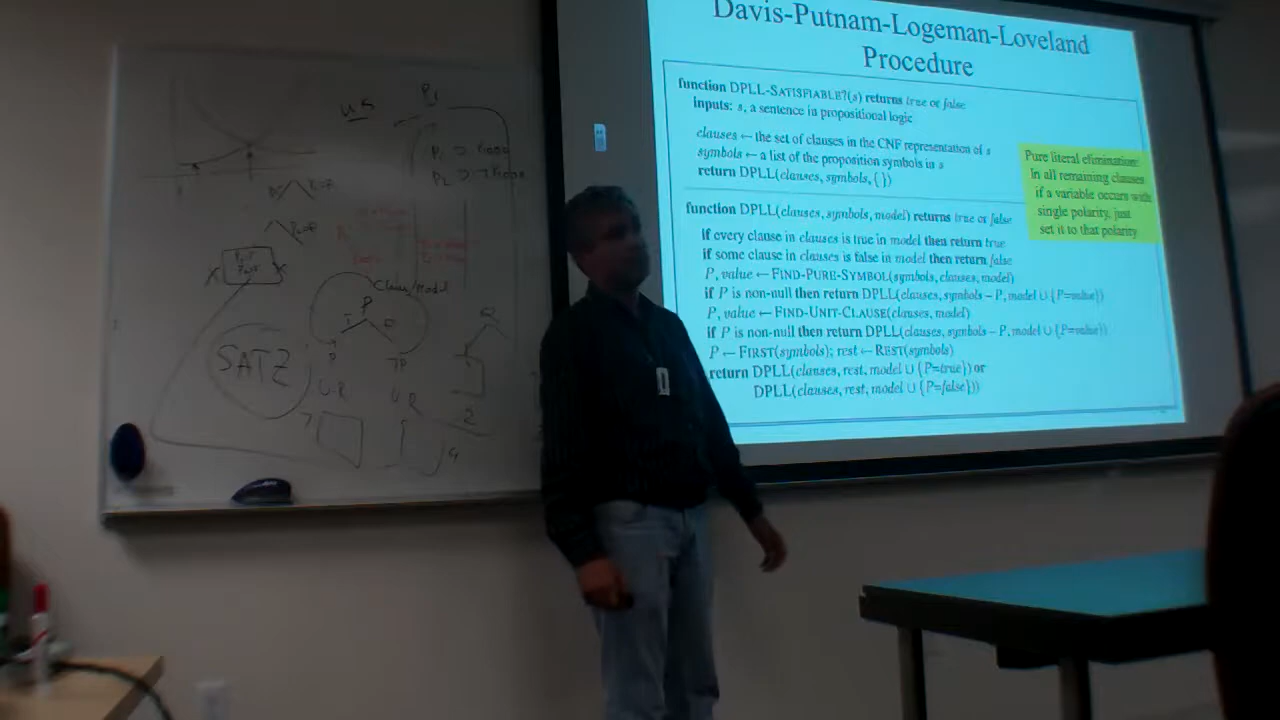 Davis-Putnam-Logeman-Loveland
Procedure
function DPLL-SATISFIABLE?(s) returns true or false
inputs: s, a sentence in propositional logic
clauses ← the set of clauses in the CNF representation of s
symbols ← a list of the proposition symbols in s
return DPLL(clauses, symbols, { })
function DPLL(clauses, symbols, model) returns true or false
if every clause in clauses is true in model then return true
if some clause in clauses is false in model then return false
P, value ← FIND-PURE-SYMBOL(symbols, clauses, model)
if P is non-null then return DPLL(clauses, symbols – P, model ∪ {P=value})
P, value ← FIND-UNIT-CLAUSE(clauses, model)
if P is non-null then return DPLL(clauses, symbols – P, model ∪ {P=value})
P ← FIRST(symbols); rest ← REST(symbols)
return DPLL(clauses, rest, model ∪ {P=true}) or
DPLL(clauses, rest, model ∪ {P=false}))
Pure literal elimination:
In all remaining clauses
if a variable occurs with
single polarity, just
set it to that polarity
Clause/Model
P
SATZ
U.R
U.R
7
2